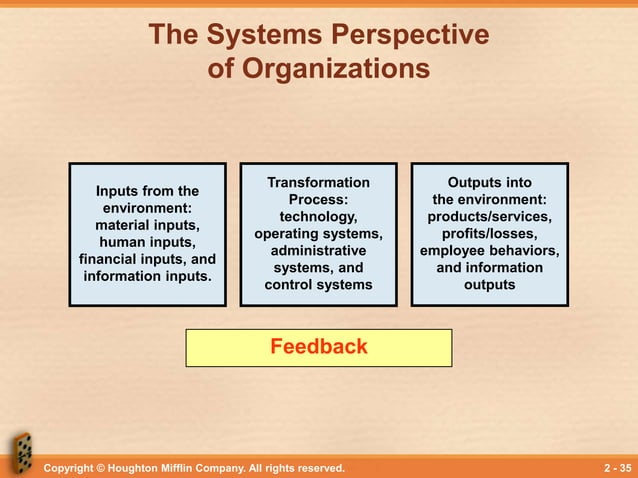 The Systems Perspective
of Organizations
Inputs from the
environment:
material inputs,
human inputs,
financial inputs, and
information inputs.
Transformation
Process:
technology,
operating systems,
administrative
systems, and
control systems
Outputs into
the environment:
products/services,
profits/losses,
employee behaviors,
and information
outputs
Feedback
Copyright © Houghton Mifflin Company. All rights reserved.
2 - 35